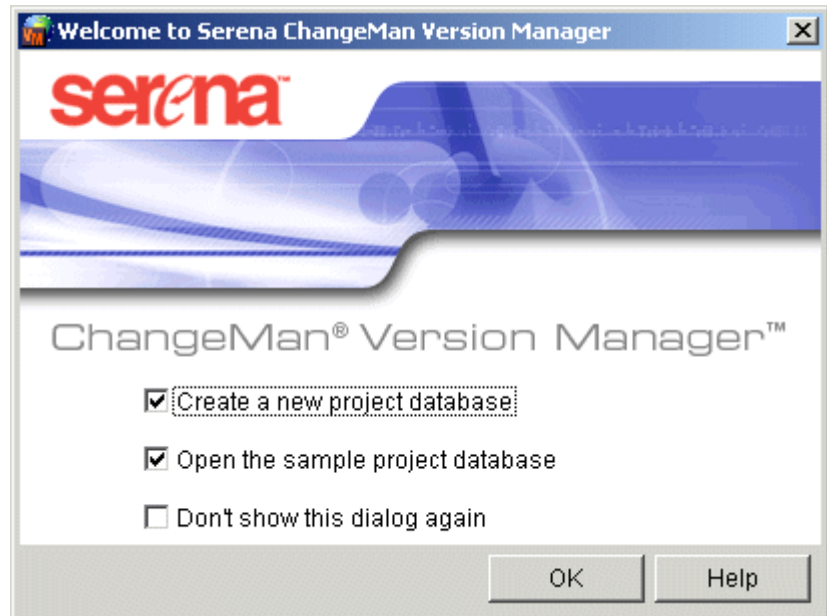 Welcome to Serena ChangeMan Version Manager
serena™
ChangeMan® Version Manager™
Create a new project database
Open the sample project database
Don't show this dialog again
OK Help